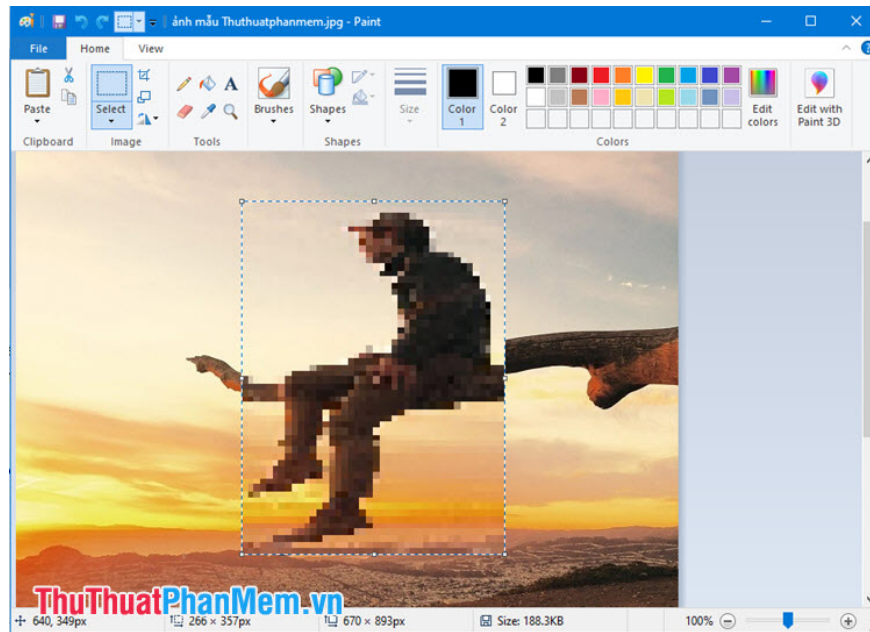 ảnh mẫu Thuthuatphanmem.jpg - Paint
File Home View
Paste
Select
Brushes
Shapes
Size
Color 1
Color 2
Edit colors
Edit with Paint 3D
Clipboard
Image
Tools
Shapes
Colors
A
ThuThuatPhanMem.vn
640, 349px
266 × 357px
670 × 893px
Size: 188.3KB
100%